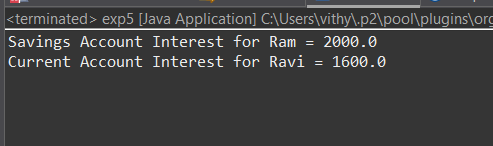 <terminated> exp5 [Java Application] C:\Users\vithy\.p2\pool\plugins\org
Savings Account Interest for Ram = 2000.0
Current Account Interest for Ravi = 1600.0